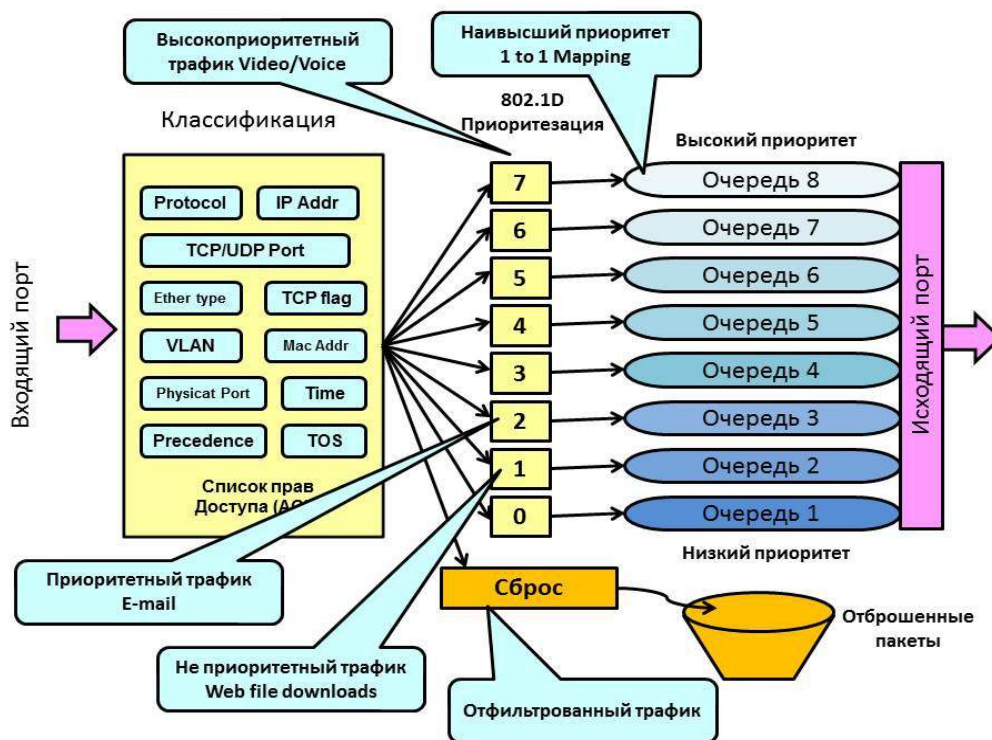 Высокоприоритетный
трафик Video/Voice
Наивысший приоритет
1 to 1 Mapping
Классификация
802.1D
Приоритезация
Высокий приоритет
Входящий порт
Protocol
IP Addr
TCP/UDP Port
Ether type
TCP flag
VLAN
Mac Addr
Physicat Port
Time
Precedence
TOS
Список прав
Доступа (AC
7
6
5
4
3
2
1
0
Очередь 8
Очередь 7
Очередь 6
Очередь 5
Очередь 4
Очередь 3
Очередь 2
Очередь 1
Исходящий порт
Низкий приоритет
Приоритетный трафик
E-mail
Сброс
Отброшенные
пакеты
Не приоритетный трафик
Web file downloads
Отфильтрованный трафик